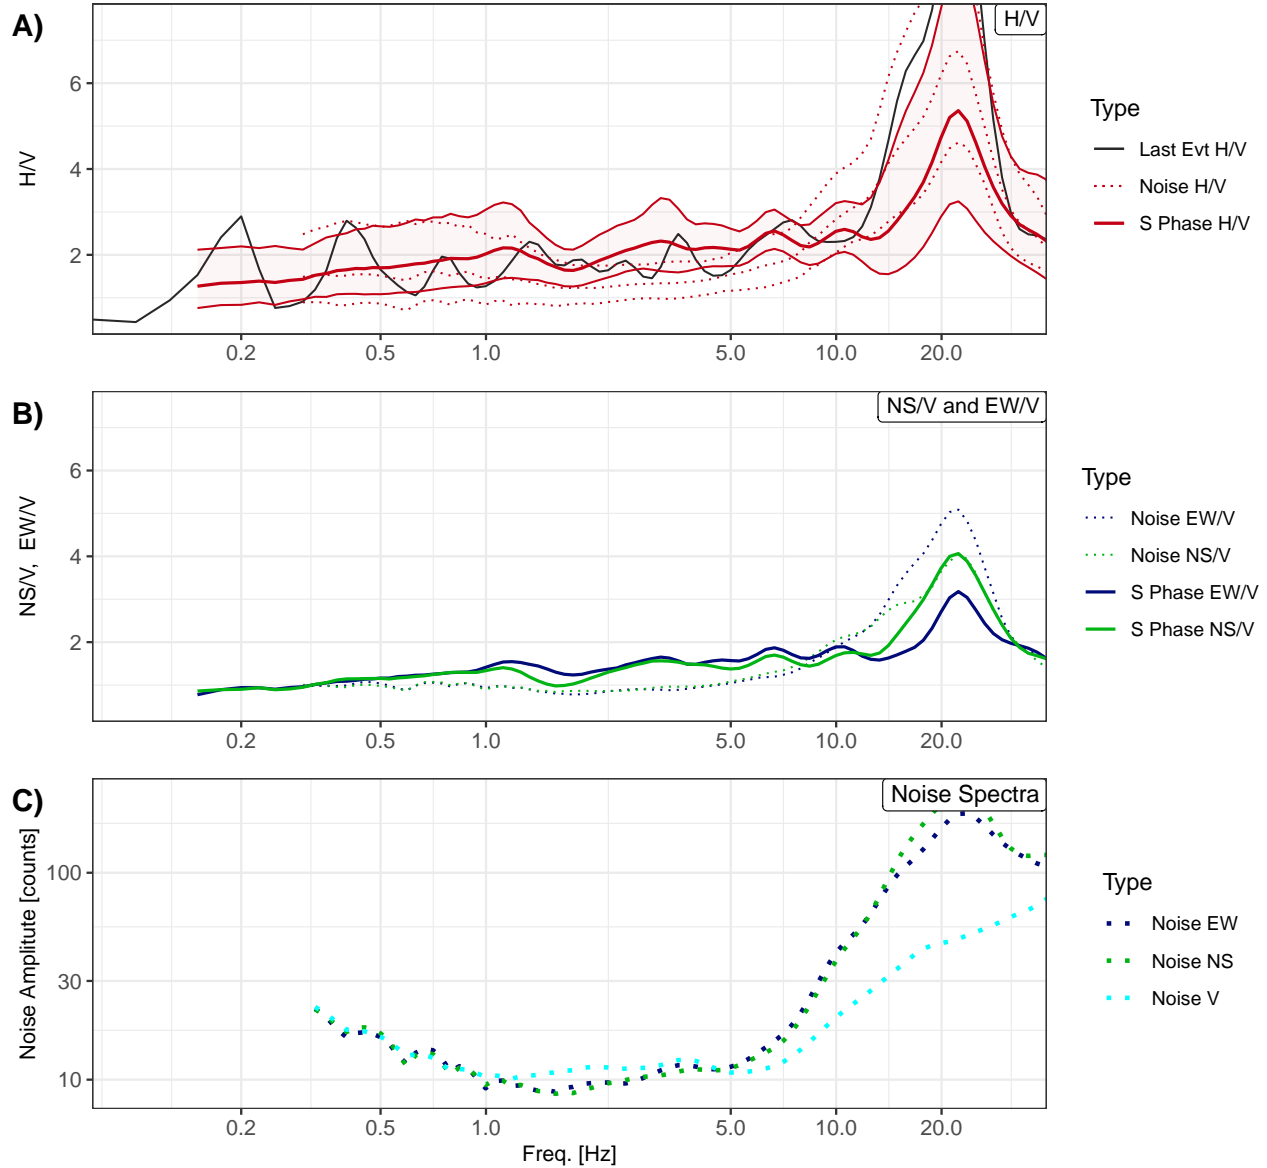 A)
H/V
H/V
6
4
2
0.2 0.5 1.0 5.0 10.0 20.0
Type
Last Evt H/V
Noise H/V
S Phase H/V
B)
NS/V and EW/V
NS/V, EW/V
6
4
2
0.2 0.5 1.0 5.0 10.0 20.0
Type
Noise EW/V
Noise NS/V
S Phase EW/V
S Phase NS/V
C)
Noise Spectra
Noise Amplitute [counts]
100
30
10
0.2 0.5 1.0 5.0 10.0 20.0
Freq. [Hz]
Type
Noise EW
Noise NS
Noise V